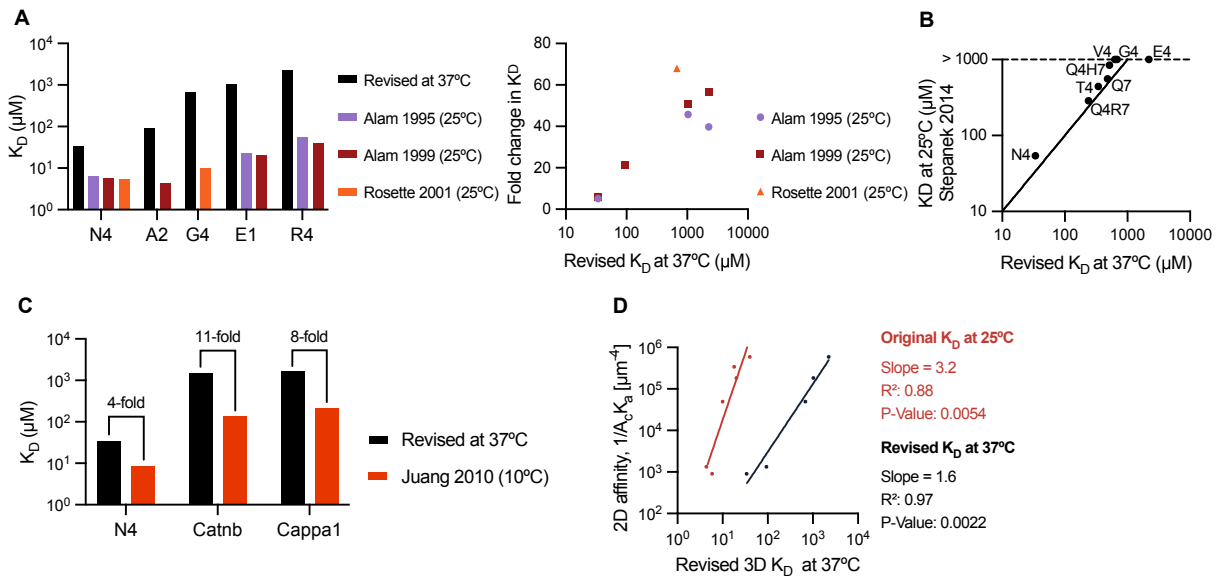 A
K_D (µM)
10⁴
10³
10²
10¹
10⁰
N4 A2 G4 E1 R4
Revised at 37ºC
Alam 1995 (25ºC)
Alam 1999 (25ºC)
Rosette 2001 (25ºC)
Fold change in Kᴰ
80
60
40
20
0
10 100 1000 10000
Revised K_D at 37ºC (µM)
Alam 1995 (25ºC)
Alam 1999 (25ºC)
Rosette 2001 (25ºC)
B
KD at 25ºC (µM)
Stepanek 2014
> 1000
100
10
V4 G4 E4
Q4H7
Q7
T4
Q4R7
N4
10 100 1000 10000
Revised K_D at 37ºC (µM)
C
K_D (µM)
10⁴
10³
10²
10¹
10⁰
4-fold
11-fold
8-fold
N4 Catnb Cappa1
Revised at 37ºC
Juang 2010 (10ºC)
D
2D affinity, 1/A_cK_a [µm⁻⁴]
10⁶
10⁵
10⁴
10³
10²
10⁰ 10¹ 10² 10³ 10⁴
Revised 3D K_D at 37ºC
Original K_D at 25ºC
Slope = 3.2
R²: 0.88
P-Value: 0.0054
Revised K_D at 37ºC
Slope = 1.6
R²: 0.97
P-Value: 0.0022